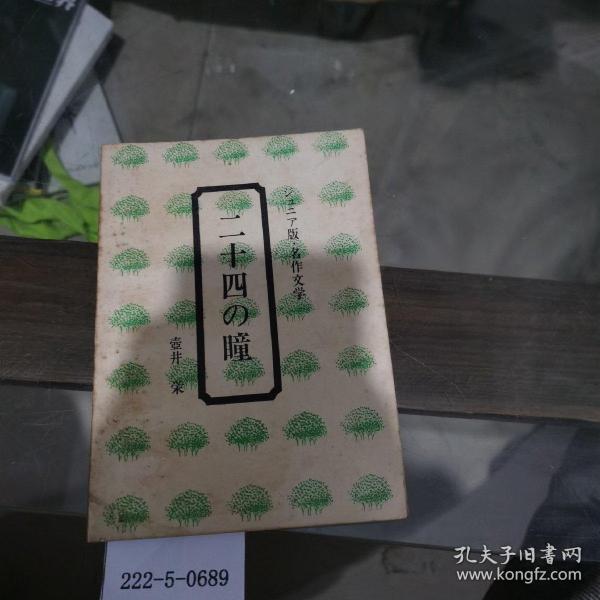 ジュニア版・名作文学
二十四の瞳
壺井栄
222-5-0689
孔夫子旧书网
www.kongfz.com